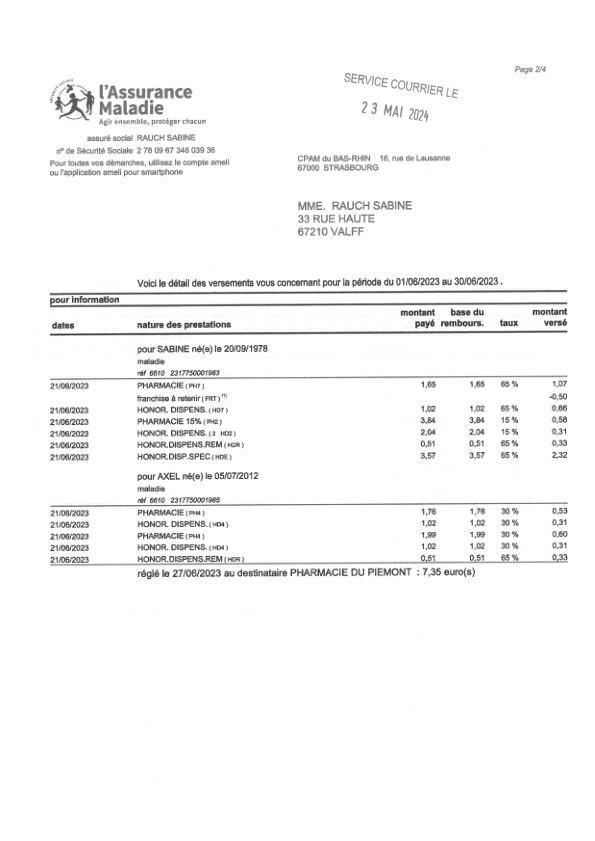 Page 2/4
SÉCURITÉ SOCIALE
l'Assurance
Maladie
Agir ensemble, protéger chacun
SERVICE COURRIER LE
23 MAI 2024
assuré social RAUCH SABINE
n° de Sécurité Sociale 2 78 09 67 348 039 36
Pour toutes vos démarches, utilisez le compte ameli
ou l'application ameli pour smartphone
CPAM du BAS-RHIN 16, rue de Lausanne
67000 STRASBOURG
MME. RAUCH SABINE
33 RUE HAUTE
67210 VALFF
Voici le détail des versements vous concernant pour la période du 01/06/2023 au 30/06/2023 .
pour information
dates nature des prestations montant payé base du rembours. taux montant versé
pour SABINE né(e) le 20/09/1978
maladie
réf 6610 2317750001983
21/06/2023 PHARMACIE ( PH7 ) 1,65 1,65 65 % 1,07
franchise à retenir ( FRT ) (1) -0,50
21/06/2023 HONOR. DISPENS. ( HD7 ) 1,02 1,02 65 % 0,66
21/06/2023 PHARMACIE 15% ( PH2 ) 3,84 3,84 15 % 0,58
21/06/2023 HONOR. DISPENS. ( 2 HD2 ) 2,04 2,04 15 % 0,31
21/06/2023 HONOR.DISPENS.REM ( HDR ) 0,51 0,51 65 % 0,33
21/06/2023 HONOR.DISP.SPEC ( HDE ) 3,57 3,57 65 % 2,32
pour AXEL né(e) le 05/07/2012
maladie
réf 6610 2317750001985
21/06/2023 PHARMACIE ( PH4 ) 1,76 1,76 30 % 0,53
21/06/2023 HONOR. DISPENS. ( HD4 ) 1,02 1,02 30 % 0,31
21/06/2023 PHARMACIE ( PH4 ) 1,99 1,99 30 % 0,60
21/06/2023 HONOR. DISPENS. ( HD4 ) 1,02 1,02 30 % 0,31
21/06/2023 HONOR.DISPENS.REM ( HDR ) 0,51 0,51 65 % 0,33
réglé le 27/06/2023 au destinataire PHARMACIE DU PIEMONT : 7,35 euro(s)